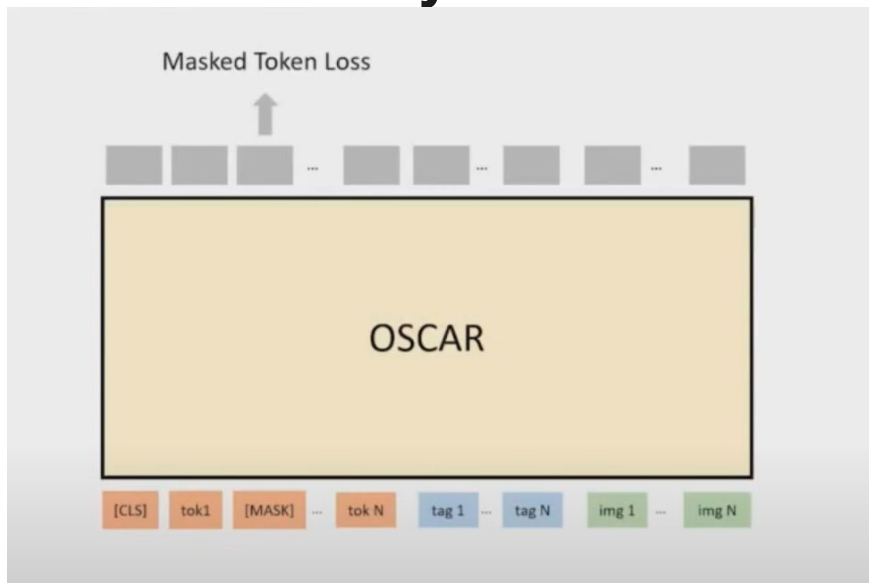 Masked Token Loss
... ... ...
OSCAR
[CLS] tok1 [MASK] ... tok N tag 1 ... tag N img 1 ... img N